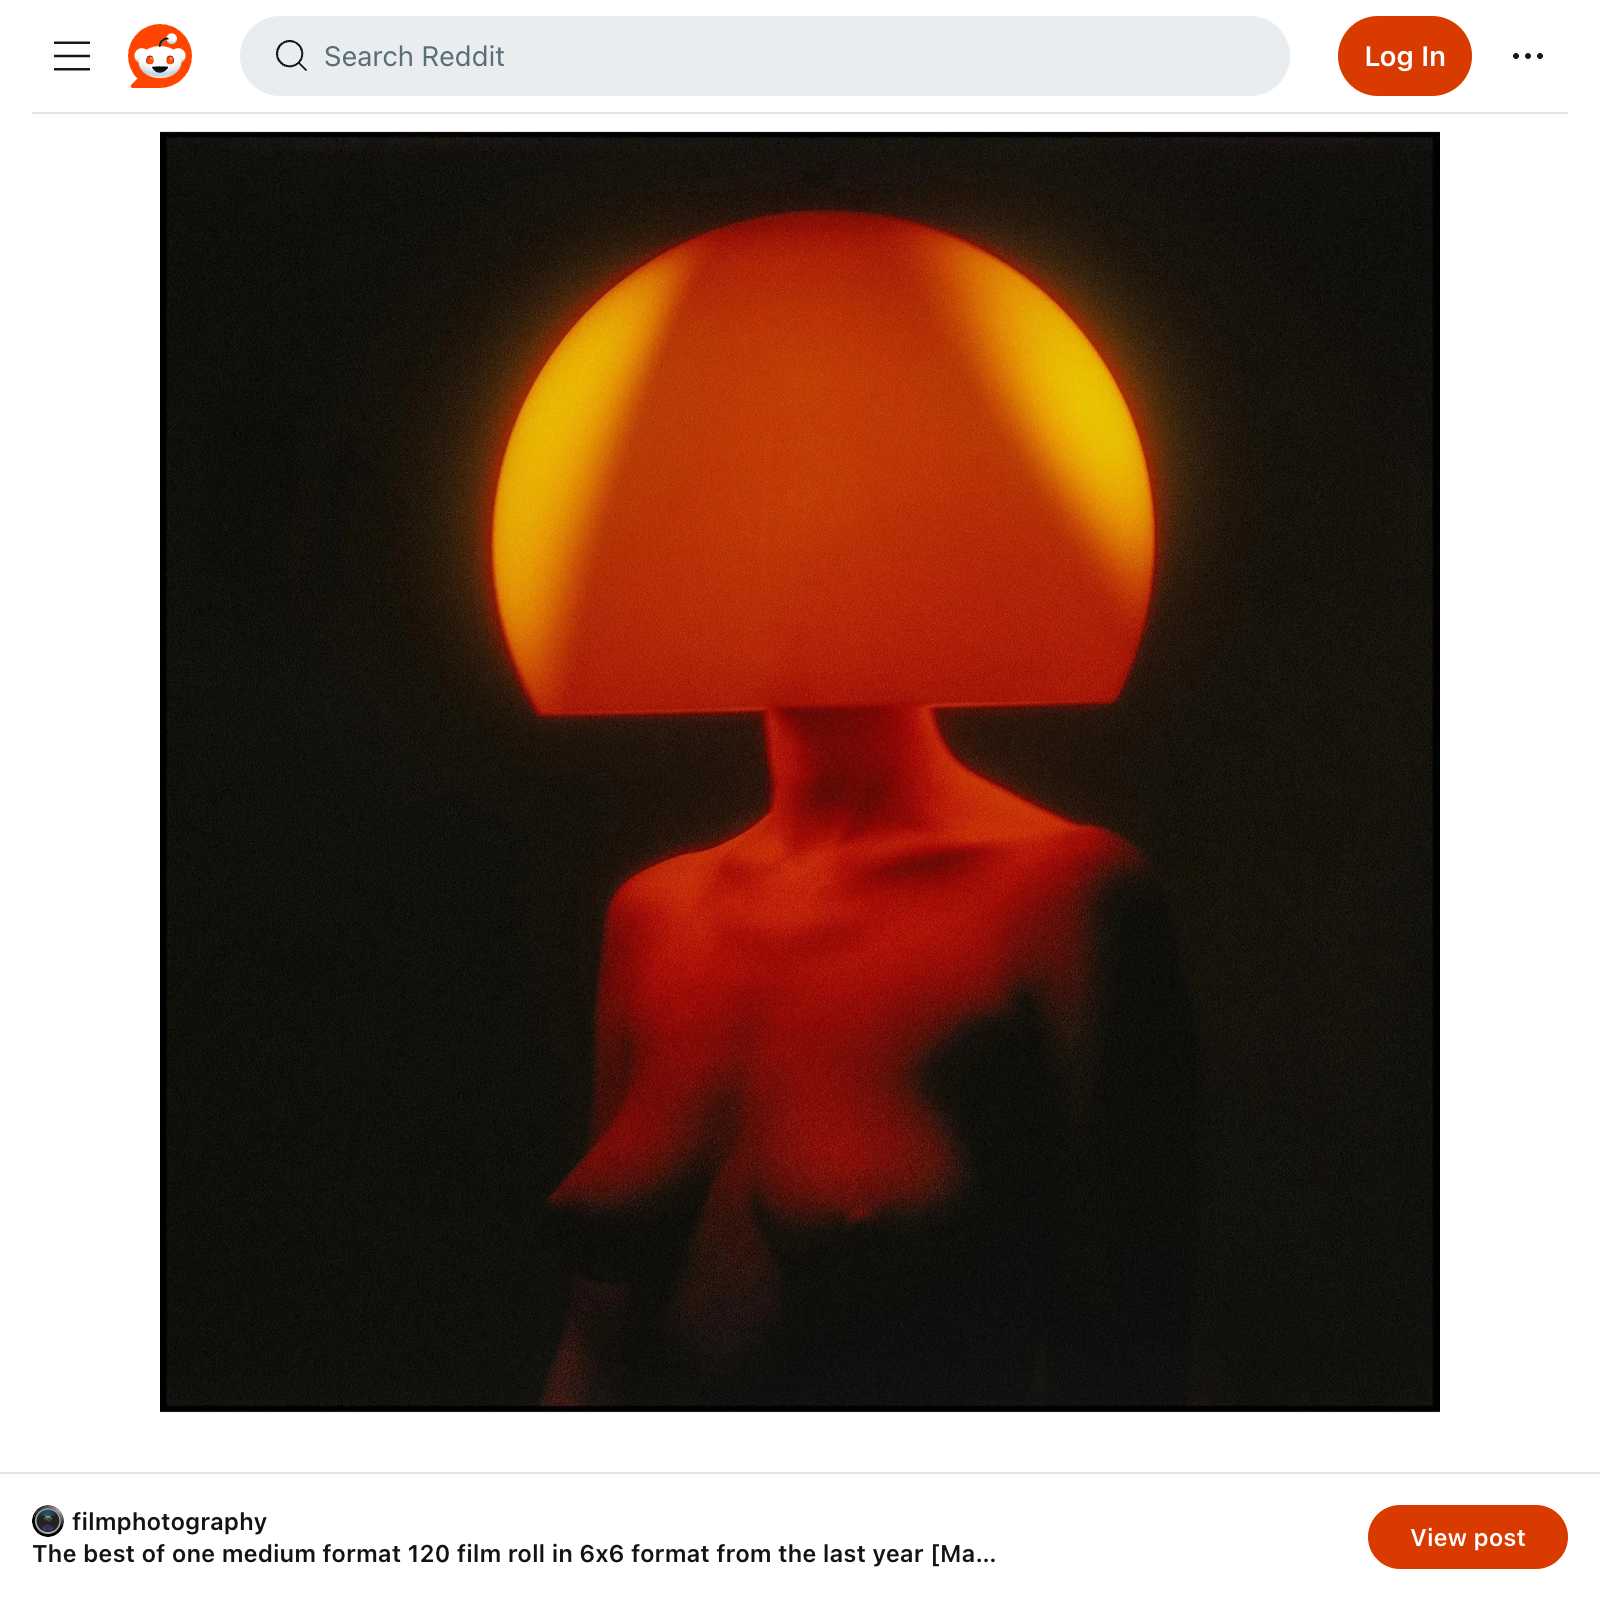 Search Reddit
Log In
filmphotography
The best of one medium format 120 film roll in 6x6 format from the last year [Ma...
View post